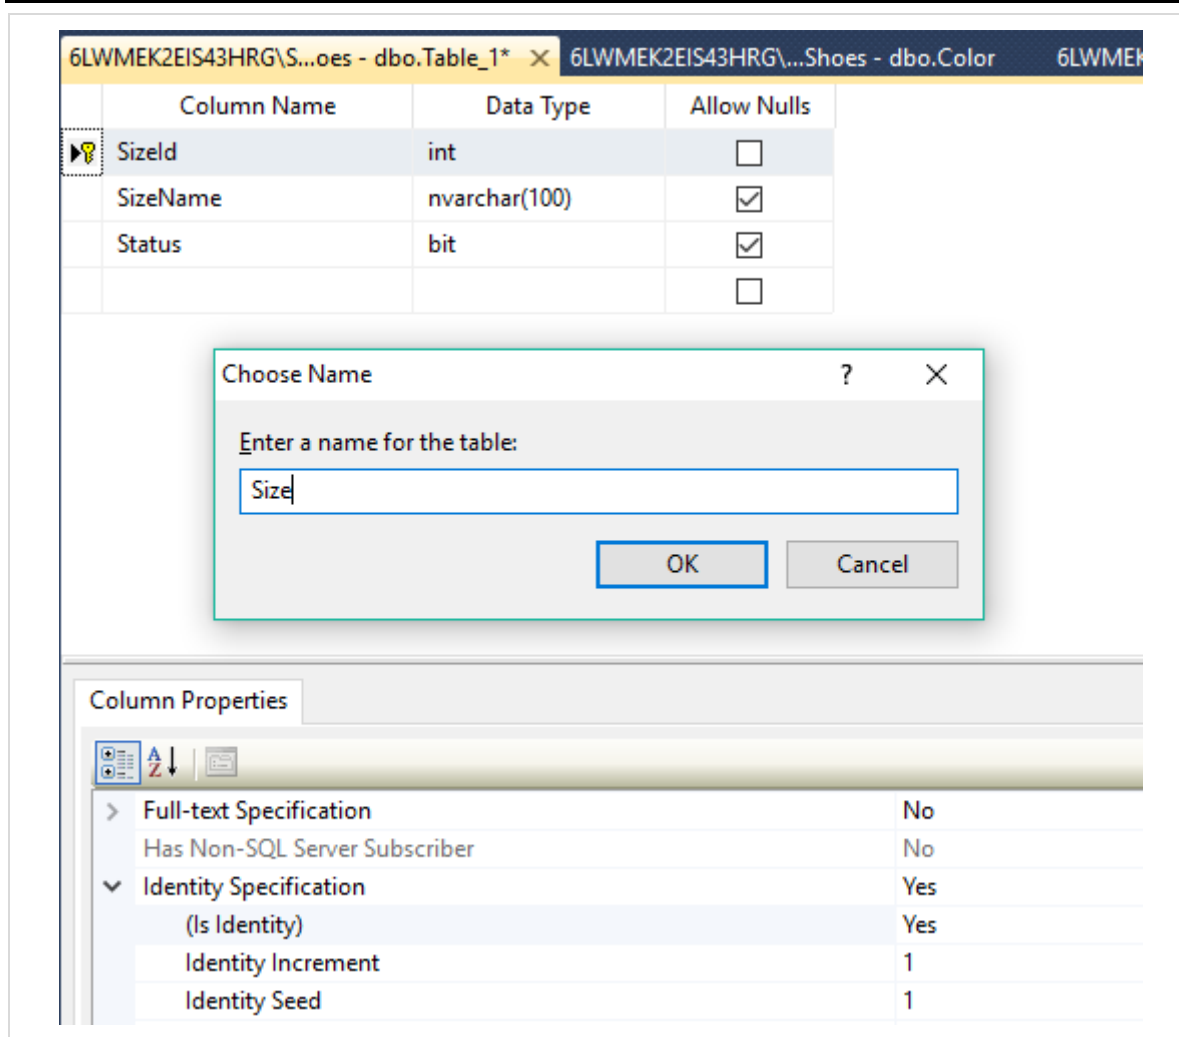 6LWMEK2EIS43HRG\S...oes - dbo.Table_1* 6LWMEK2EIS43HRG\...Shoes - dbo.Color 6LWMEK
Column Name Data Type Allow Nulls
SizeId int
SizeName nvarchar(100)
Status bit
Choose Name ?
Enter a name for the table:
Size
OK Cancel
Column Properties
Full-text Specification No
Has Non-SQL Server Subscriber No
Identity Specification Yes
(Is Identity) Yes
Identity Increment 1
Identity Seed 1